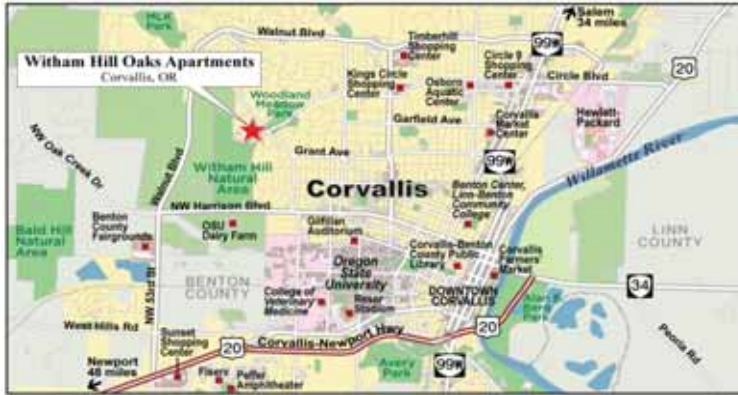 MLK
Park
Walnut Blvd
Timberhill
Shopping
Center
Salem
34 miles
99W
20
Witham Hill Oaks Apartments
Corvallis, OR
Kings Circle
Shopping
Center
Osborn
Aquatic
Center
Circle 9
Shopping
Center
Circle Blvd
Woodland
Meadow
Park
Garfield Ave
Corvallis
Market
Center
Hewlett-
Packard
NW Oak Creek Dr
Walnut Blvd
Grant Ave
99W
Willamette River
Witham Hill
Natural
Area
Corvallis
Benton Center,
Linn-Benton
Community
College
NW Harrison Blvd
Bald Hill
Natural
Area
Benton
County
Fairgrounds
OSU
Dairy Farm
Gilfillan
Auditorium
LINN
COUNTY
Oregon
State
University
Corvallis-Benton
County Public
Library
Corvallis
Farmers'
Market
BENTON
COUNTY
NW 53rd St
College of
Veterinary
Medicine
Resar
Stadium
DOWNTOWN
CORVALLIS
34
Park
West Hills Rd
Sunset
Shopping
Center
20
Corvallis-Newport Hwy
20
Peoria Rd
Newport
48 miles
Fiserv
Peffer
Amphitheater
Avery
Park
99W